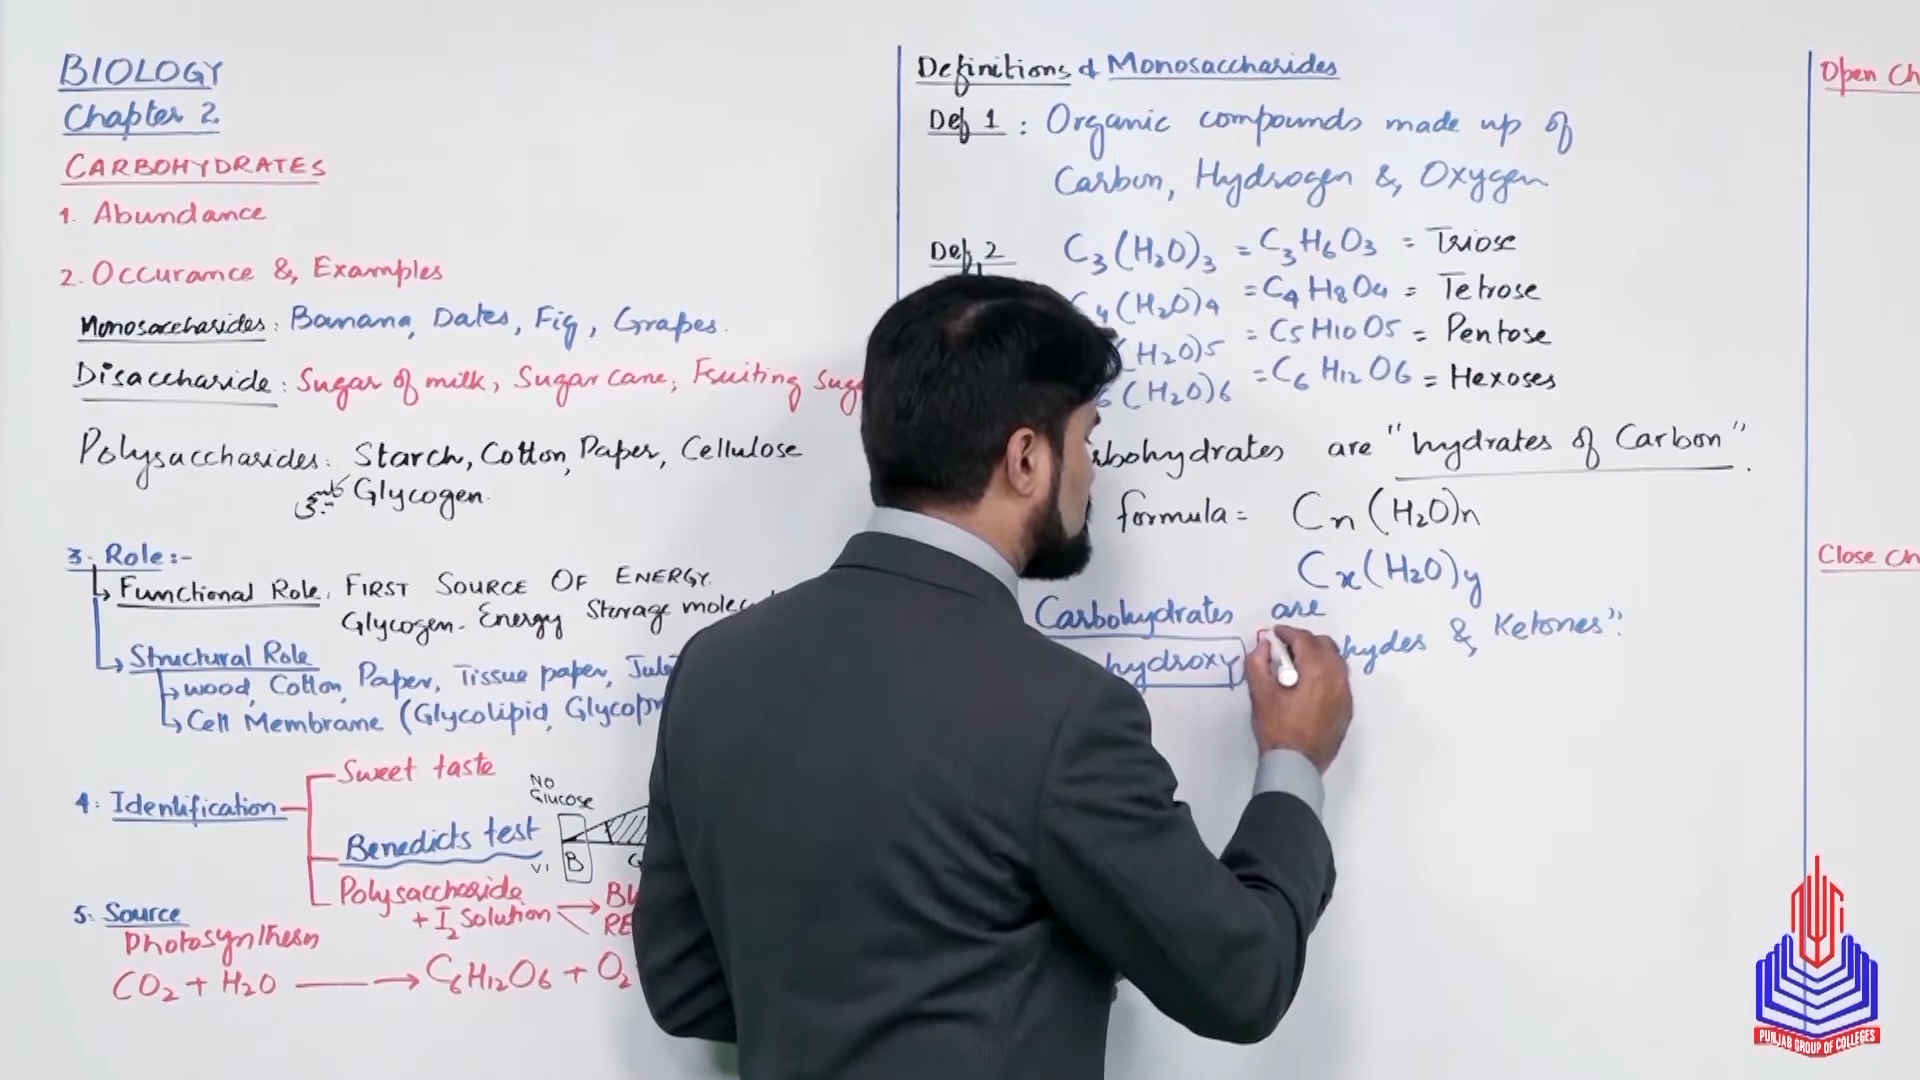 BIOLOGY
Chapter 2.
CARBOHYDRATES
1. Abundance
2. Occurance & Examples
Monosaccharides: Banana, Dates, Fig, Grapes.
Disaccharide: Sugar of milk, Sugar cane, Fruiting
Polysaccharides: Starch, Cotton, Paper, Cellulose
Glycogen.
3. Role:-
Functional Role, FIRST SOURCE OF ENERGY.
Glycogen. Energy Storage
Structural Role
wood, Cotton, Paper, Tissue paper,
Cell Membrane (Glycolipid,
4: Identification
Sweet taste
Benedicts test
Polysaccharide
+ I2 Solution
NO
Glucose
B
5: Source
Photosynthesis
CO2 + H2O → C6H12O6 + O2
Definitions & Monosaccharides
Def 1 : Organic compounds made up of
Carbon, Hydrogen &, Oxygen
Def 2 C3(H2O)3 = C3H6O3 = Triose
4(H2O)4 = C4H8O4 = Tetrose
(H2O)5 = C5H10O5 = Pentose
6(H2O)6 = C6H12O6 = Hexoses
are "hydrates of Carbon".
formula = Cn(H2O)n
Cx(H2O)y
Carbohydrates are
hydroxy & Ketones".
Open Ch
Close Ch
PUNJAB GROUP OF COLLEGES